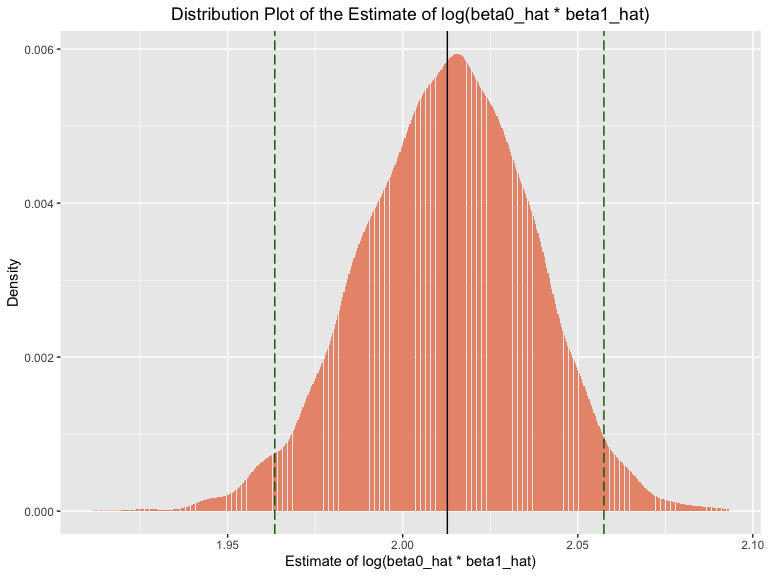 Distribution Plot of the Estimate of log(beta0_hat * beta1_hat)
0.006
0.004
0.002
0.000
Density
1.95
2.00
2.05
2.10
Estimate of log(beta0_hat * beta1_hat)